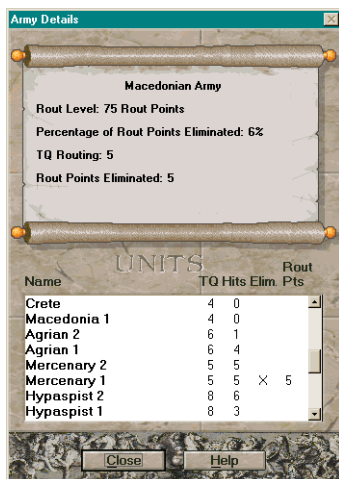 Army Details
Macedonian Army
Rout Level: 75 Rout Points
Percentage of Rout Points Eliminated: 6%
TQ Routing: 5
Rout Points Eliminated: 5
UNITS
Name TQ Hits Elim. Rout Pts
Crete 4 0
Macedonia 1 4 0
Agrian 2 6 1
Agrian 1 6 4
Mercenary 2 5 5
Mercenary 1 5 5 X 5
Hypaspist 2 8 6
Hypaspist 1 8 3
Close Help